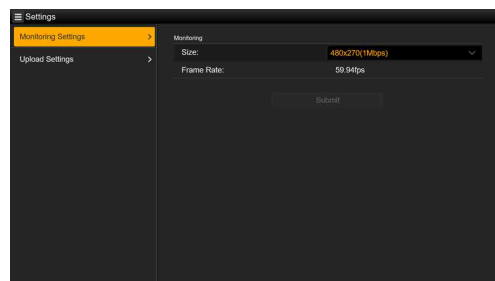 Settings
Monitoring Settings
Upload Settings
Monitoring
Size: 480x270(1Mbps)
Frame Rate: 59.94fps
Submit